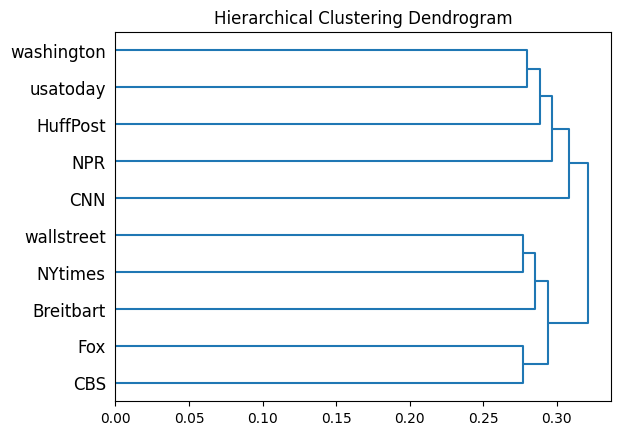 Hierarchical Clustering Dendrogram
washington
usatoday
HuffPost
NPR
CNN
wallstreet
NYtimes
Breitbart
Fox
CBS
0.00 0.05 0.10 0.15 0.20 0.25 0.30